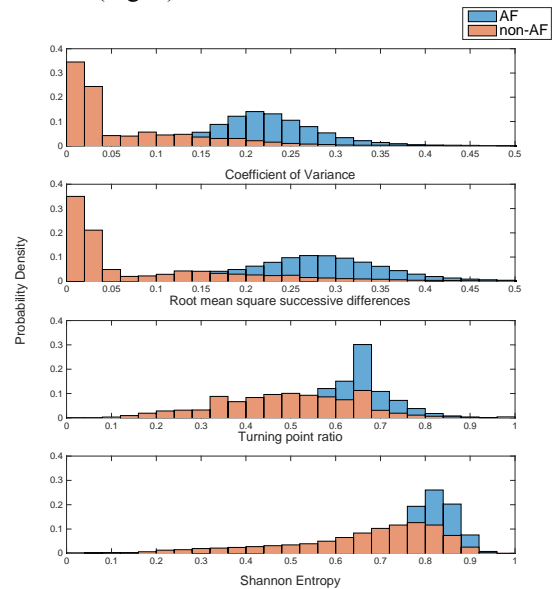 AF
non-AF
0.4
0.3
0.2
0.1
0
0 0.05 0.1 0.15 0.2 0.25 0.3 0.35 0.4 0.45 0.5
Coefficient of Variance
0.4
0.3
0.2
0.1
0
0 0.05 0.1 0.15 0.2 0.25 0.3 0.35 0.4 0.45 0.5
Root mean square successive differences
Probability Density
0.4
0.3
0.2
0.1
0
0 0.1 0.2 0.3 0.4 0.5 0.6 0.7 0.8 0.9 1
Turning point ratio
0.4
0.3
0.2
0.1
0
0 0.1 0.2 0.3 0.4 0.5 0.6 0.7 0.8 0.9 1
Shannon Entropy